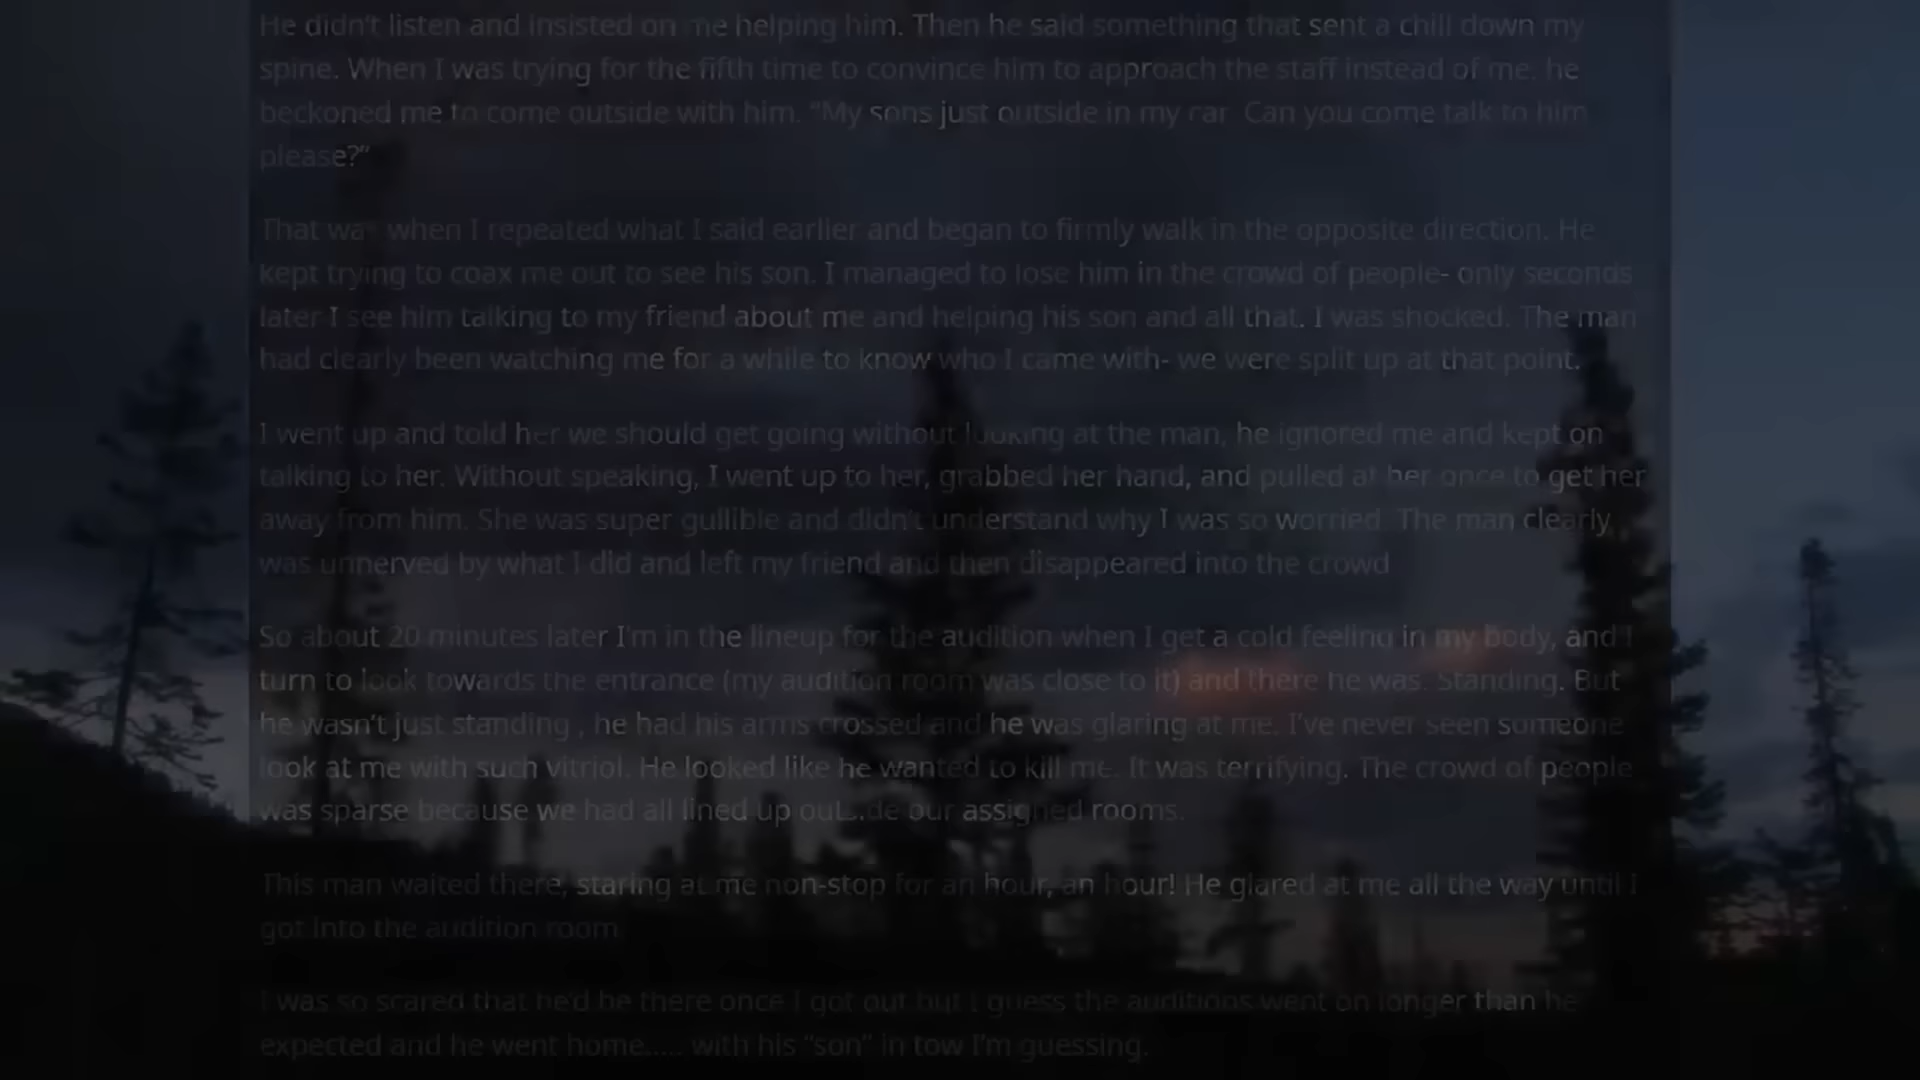 He didn't listen and insisted on me helping him. Then he said something that sent a chill down my
spine. When I was trying for the fifth time to convince him to approach the staff instead of me. he
beckoned me to come outside with him. “My sons just outside in my car Can you come talk to him
please?”
That was when I repeated what I said earlier and began to firmly walk in the opposite direction. He
kept trying to coax me out to see his son. I managed to lose him in the crowd of people- only seconds
later I see him talking to my friend about me and helping his son and all that. I was shocked. The man
had clearly been watching me for a while to know who I came with- we were split up at that point.
I went up and told her we should get going without looking at the man, he ignored me and kept on
talking to her. Without speaking, I went up to her, grabbed her hand, and pulled at her once to get her
away from him. She was super gullible and didn't understand why I was so worried. The man clearly,
was unnerved by what I did and left my friend and then disappeared into the crowd
So about 20 minutes later I'm in the lineup for the audition when I get a cold feeling in my body, and I
turn to look towards the entrance (my audition room was close to it) and there he was. Standing. But
he wasn't just standing , he had his arms crossed and he was glaring at me. I've never seen someone
look at me with such vitriol. He looked like he wanted to kill me. It was terrifying. The crowd of people
was sparse because we had all lined up outside our assigned rooms.
This man waited there, staring at me non-stop for an hour, an hour! He glared at me all the way until I
got into the audition room
I was so scared that he'd be there once I got out but I guess the auditions went on longer than he
expected and he went home..... with his “son” in tow I'm guessing.